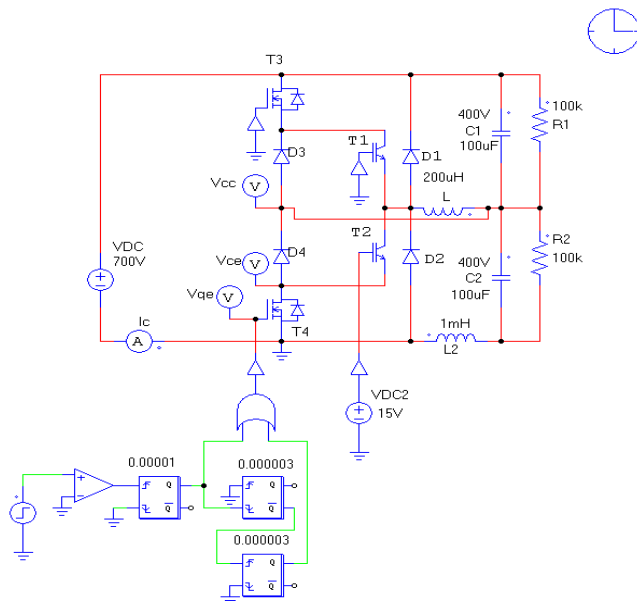 T3
400V
C1
100uF
100k
R1
T1
D3
D1
200uH
L
Vcc
V
VDC
700V
D4
T2
Vce
V
D2
R2
100k
400V
C2
100uF
Vqe
V
T4
Ic
A
1mH
L2
VDC2
15V
0.00001
Q
Q
0.000003
Q
Q
0.000003
Q
Q